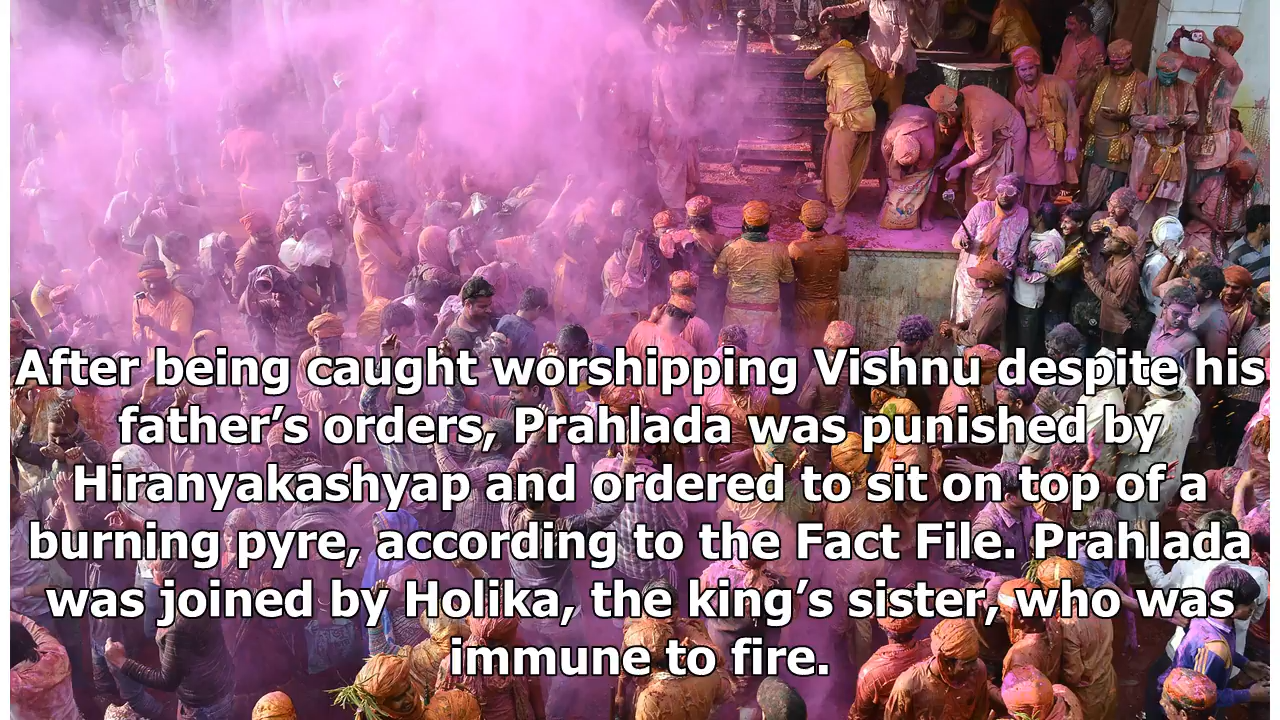 After being caught worshipping Vishnu despite his
father’s orders, Prahlada was punished by
Hiranyakashyap and ordered to sit on top of a
burning pyre, according to the Fact File. Prahlada
was joined by Holika, the king’s sister, who was
immune to fire.